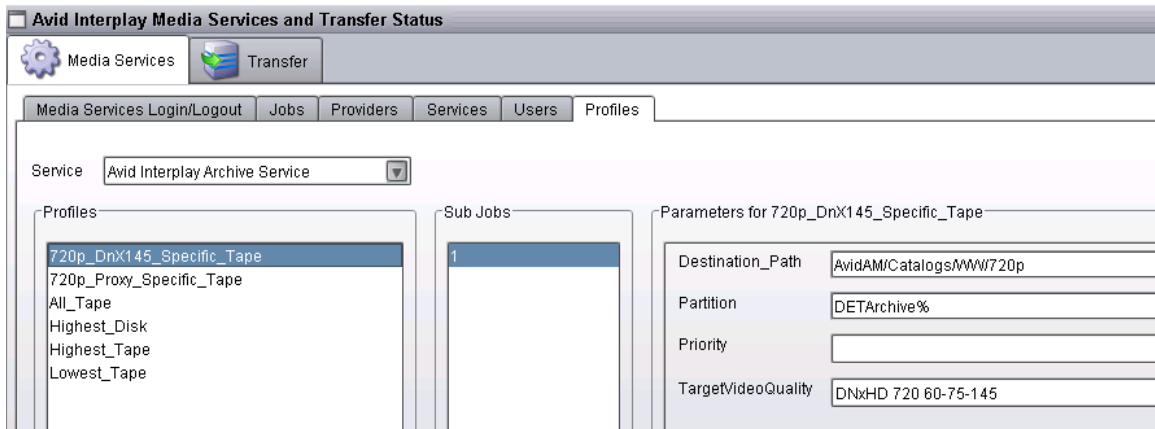 Avid Interplay Media Services and Transfer Status
Media Services Transfer
Media Services Login/Logout Jobs Providers Services Users Profiles
Service Avid Interplay Archive Service
Profiles
720p_DnX145_Specific_Tape
720p_Proxy_Specific_Tape
All_Tape
Highest_Disk
Highest_Tape
Lowest_Tape
Sub Jobs
1
Parameters for 720p_DnX145_Specific_Tape
Destination_Path AvidAM/Catalogs/WW/720p
Partition DETArchive%
Priority
TargetVideoQuality DNxHD 720 60-75-145